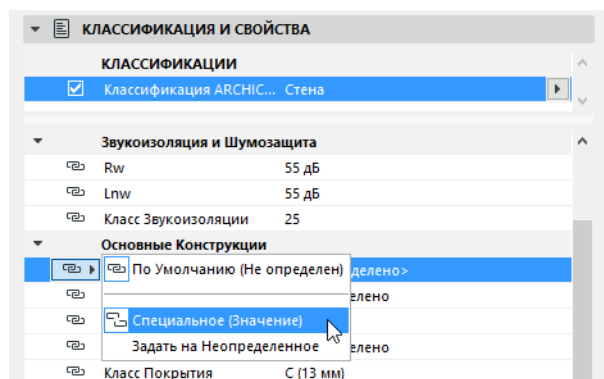 КЛАССИФИКАЦИЯ И СВОЙСТВА
КЛАССИФИКАЦИИ
Классификация ARCHIC... Стена
Звукоизоляция и Шумозащита
Rw 55 дБ
Lnw 55 дБ
Класс Звукоизоляции 25
Основные Конструкции
По Умолчанию (Не определен) делено>
елено
Специальное (Значение)
Задать на Неопределенное елено
Класс Покрытия C (13 мм)